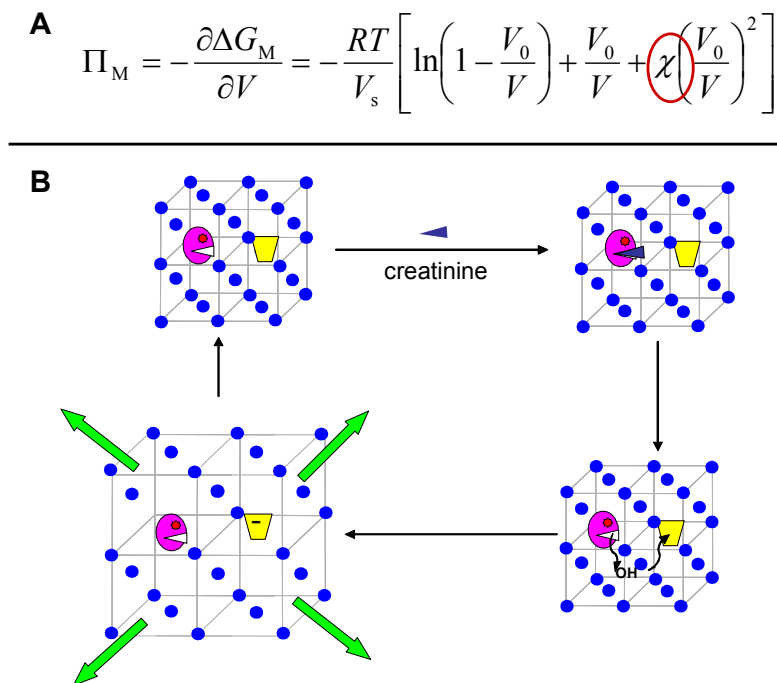 A
Π_M = −∂ΔG_M/∂V = −RT/V_s [ ln(1 − V_0/V) + V_0/V + χ(V_0/V)^2 ]
B
creatinine
-
OH